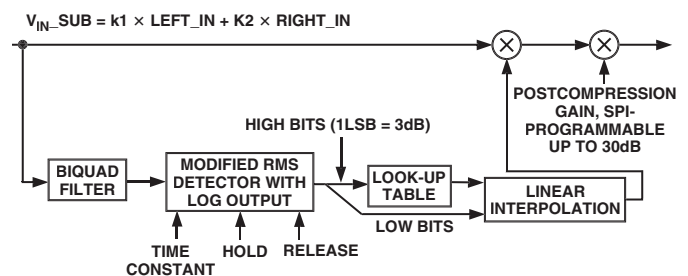 V_IN_SUB = k1 × LEFT_IN + K2 × RIGHT_IN
×
×
POSTCOMPRESSION
GAIN, SPI-
PROGRAMMABLE
UP TO 30dB
HIGH BITS (1LSB = 3dB)
BIQUAD
FILTER
MODIFIED RMS
DETECTOR WITH
LOG OUTPUT
LOOK-UP
TABLE
LINEAR
INTERPOLATION
LOW BITS
TIME
CONSTANT
HOLD
RELEASE